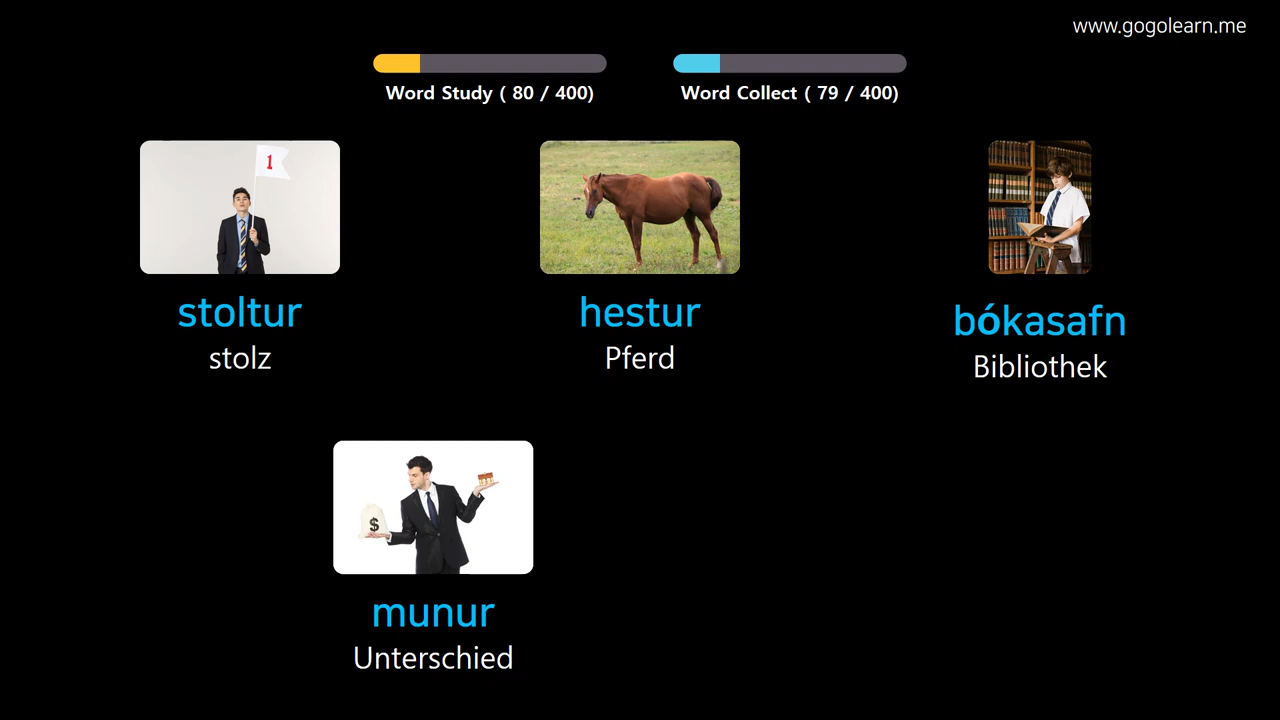 www.gogolearn.me
Word Study ( 80 / 400)
Word Collect ( 79 / 400)
1
stoltur
stolz
hestur
Pferd
bókasafn
Bibliothek
$
munur
Unterschied